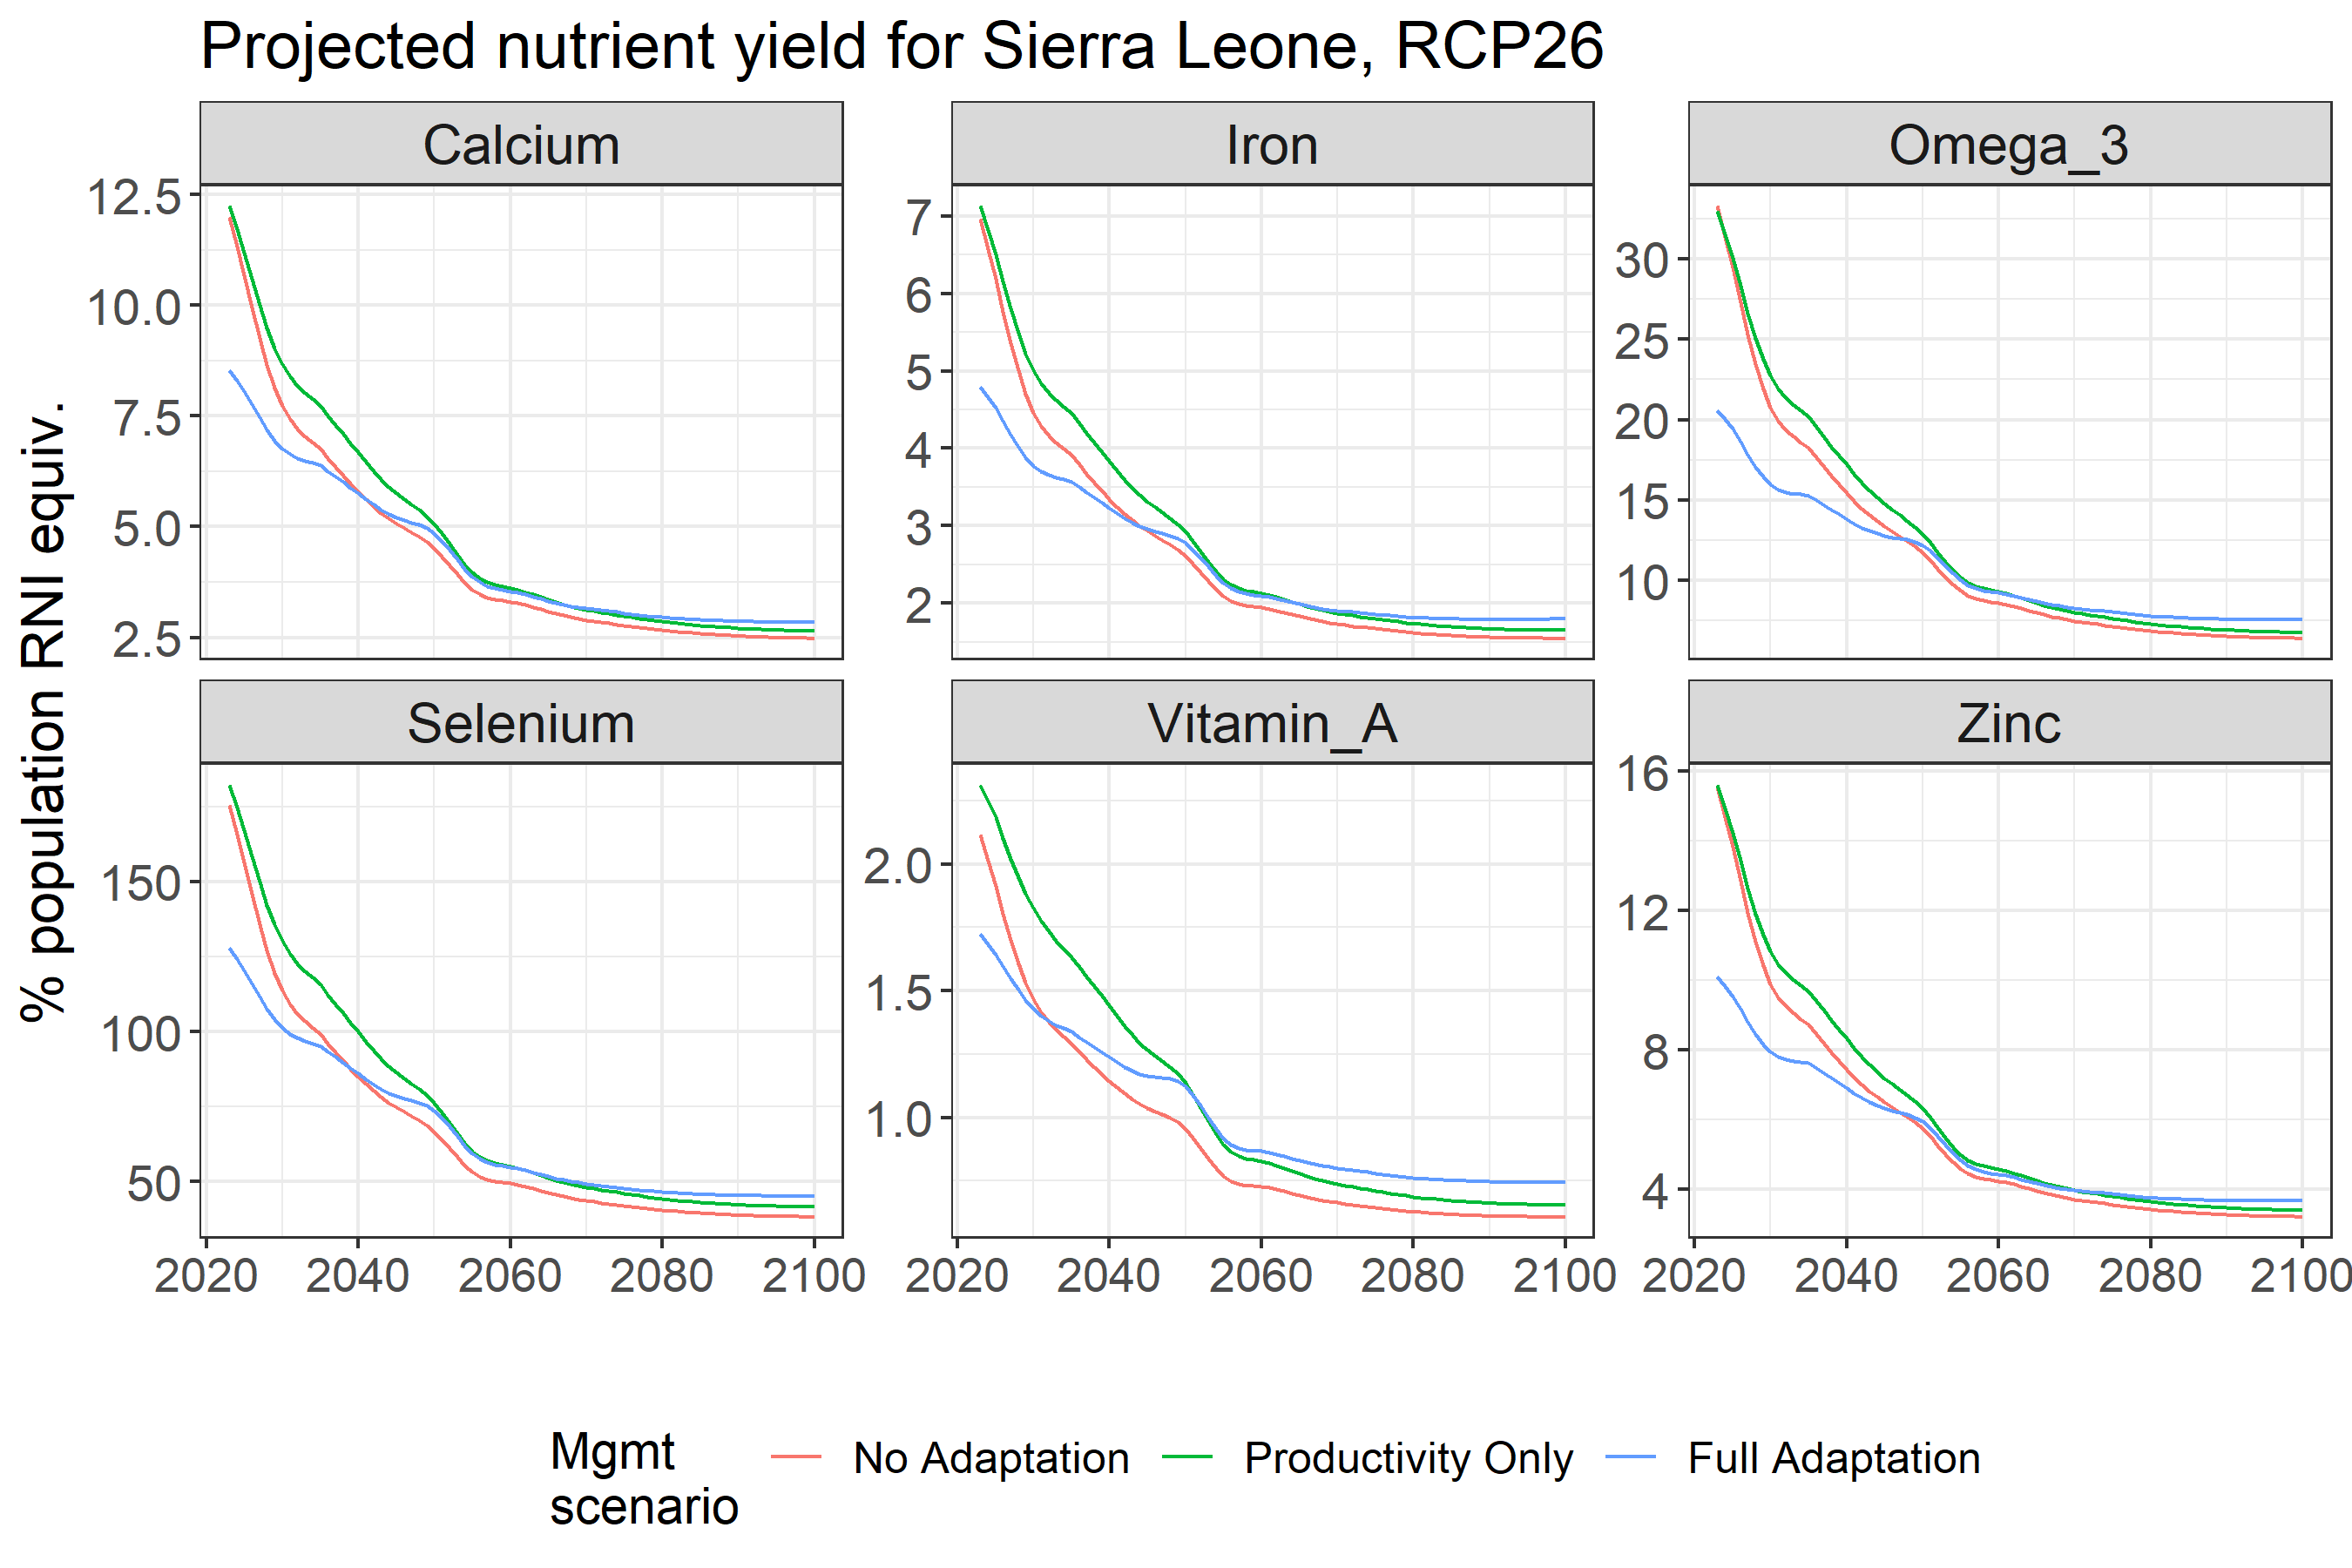 Projected nutrient yield for Sierra Leone, RCP26
% population RNI equiv.
Calcium
Iron
Omega_3
12.5
10.0
7.5
5.0
2.5
7
6
5
4
3
2
30
25
20
15
10
Selenium
Vitamin_A
Zinc
150
100
50
2.0
1.5
1.0
16
12
8
4
2020 2040 2060 2080 2100
2020 2040 2060 2080 2100
2020 2040 2060 2080 2100
Mgmt
scenario
No Adaptation
Productivity Only
Full Adaptation